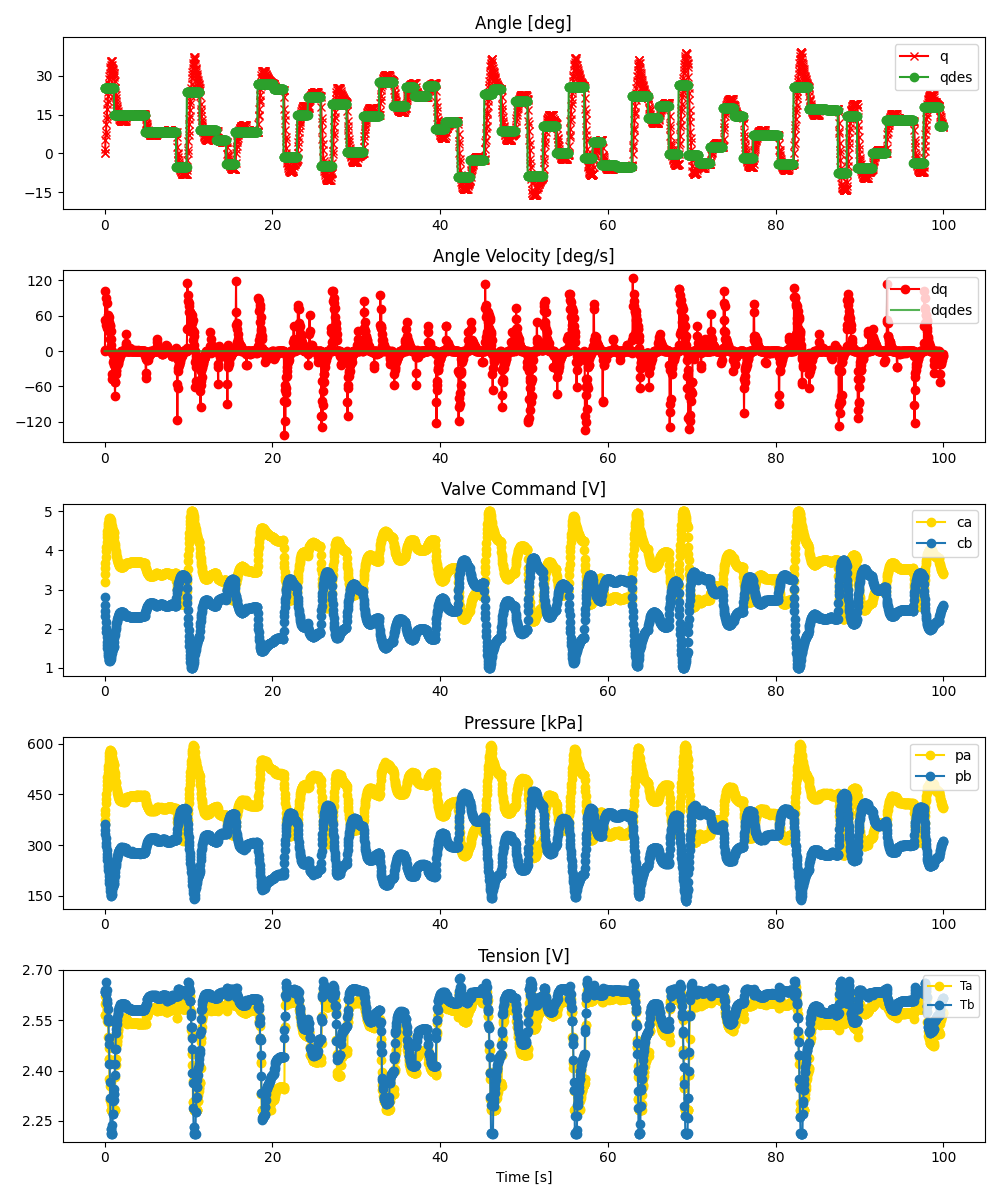 Angle [deg]
30
15
0
−15
q
qdes
0 20 40 60 80 100
Angle Velocity [deg/s]
120
60
0
−60
−120
dq
dqdes
0 20 40 60 80 100
Valve Command [V]
5
4
3
2
1
ca
cb
0 20 40 60 80 100
Pressure [kPa]
600
450
300
150
pa
pb
0 20 40 60 80 100
Tension [V]
2.70
2.55
2.40
2.25
Ta
Tb
0 20 40 60 80 100
Time [s]